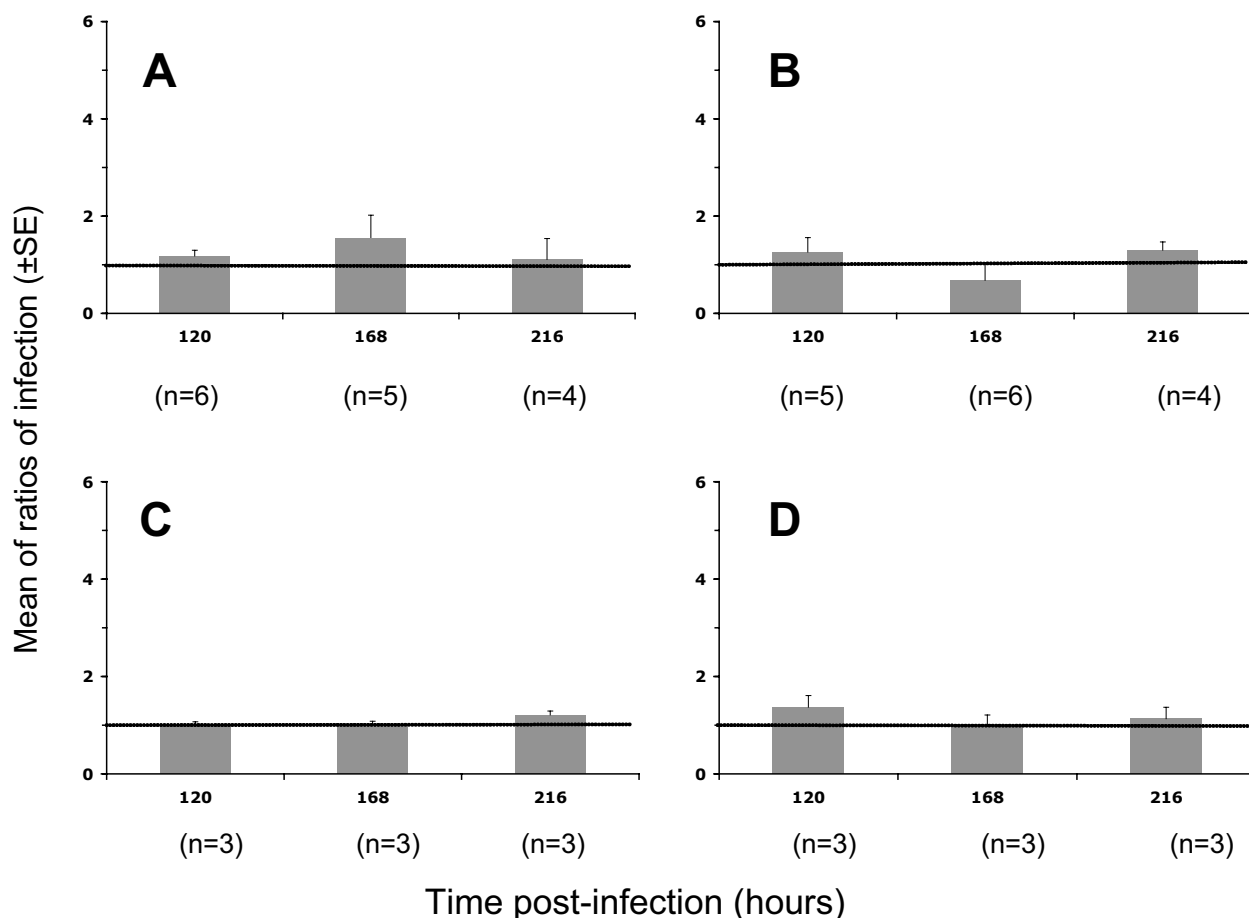 Mean of ratios of infection (±SE)
A
6
4
2
0
120 168 216
(n=6) (n=5) (n=4)
B
6
4
2
0
120 168 216
(n=5) (n=6) (n=4)
C
6
4
2
0
120 168 216
(n=3) (n=3) (n=3)
D
6
4
2
0
120 168 216
(n=3) (n=3) (n=3)
Time post-infection (hours)